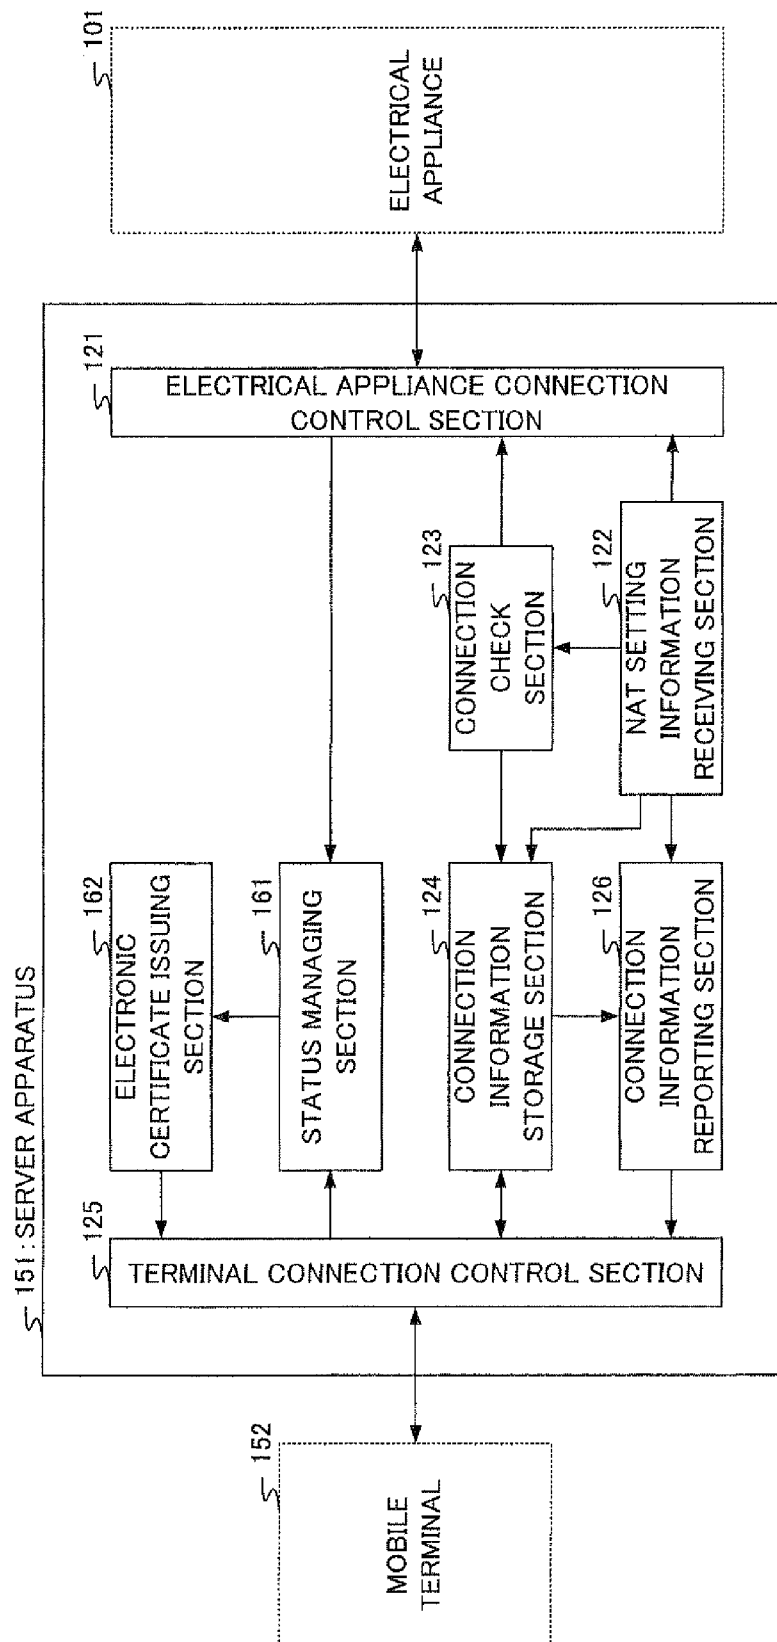 151:SERVER APPARATUS
152
MOBILE
TERMINAL
125
TERMINAL CONNECTION CONTROL SECTION
162
ELECTRONIC
CERTIFICATE ISSUING
SECTION
161
STATUS MANAGING
SECTION
124
CONNECTION
INFORMATION
STORAGE SECTION
126
CONNECTION
INFORMATION
REPORTING SECTION
123
CONNECTION
CHECK
SECTION
122
NAT SETTING
INFORMATION
RECEIVING SECTION
121
ELECTRICAL APPLIANCE CONNECTION
CONTROL SECTION
101
ELECTRICAL
APPLIANCE